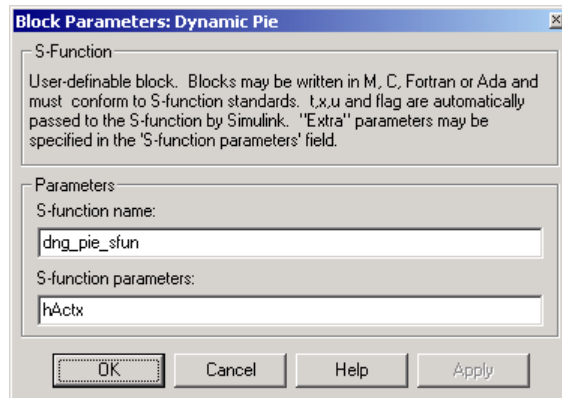 Block Parameters: Dynamic Pie
S-Function
User-definable block.  Blocks may be written in M, C, Fortran or Ada and
must  conform to S-function standards.  t,x,u and flag are automatically
passed to the S-function by Simulink.  "Extra" parameters may be
specified in the 'S-function parameters' field.
Parameters
S-function name:
dng_pie_sfun
S-function parameters:
hActx
OK Cancel Help Apply